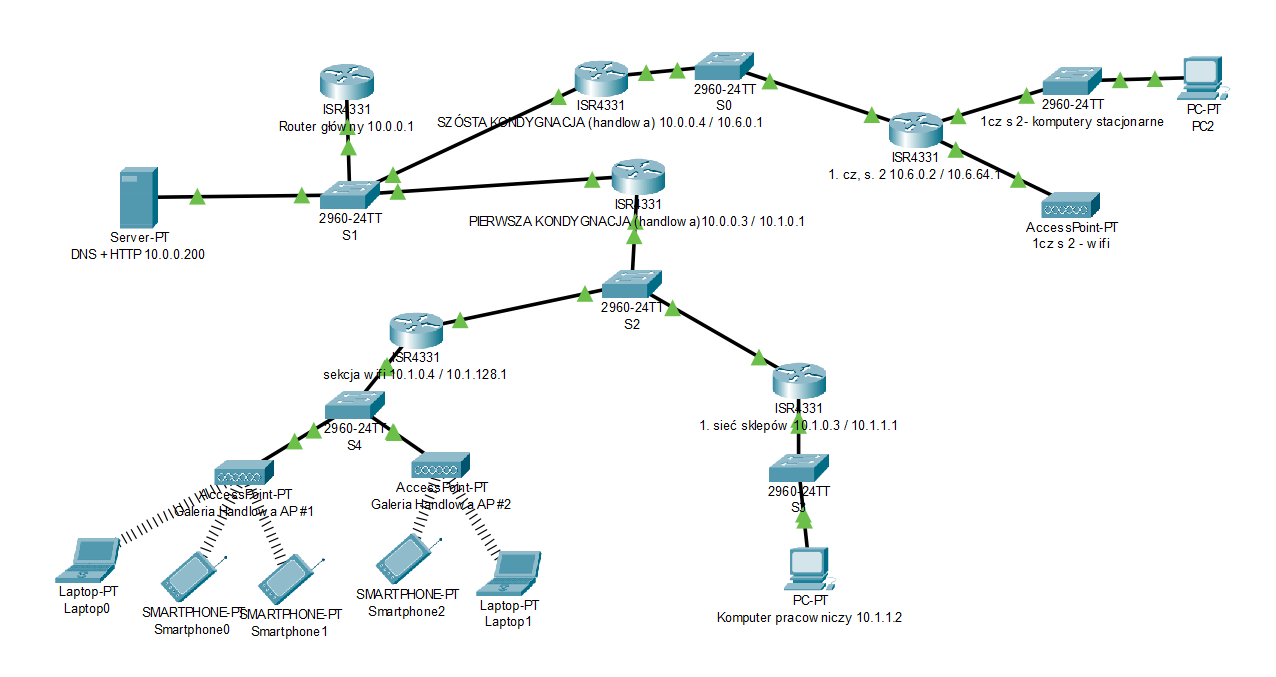 ISR4331
Router główny 10.0.0.1
ISR4331
SZÓSTA KONDYGNACJA (handlowa) 10.0.0.4 / 10.6.0.1
2960-24TT
S0
2960-24TT
1cz s 2- komputery stacjonarne
PC-PT
PC2
ISR4331
1. cz, s. 2 10.6.0.2 / 10.6.64.1
AccessPoint-PT
1cz s 2 - wifi
Server-PT
DNS + HTTP 10.0.0.200
2960-24TT
S1
ISR4331
PIERWSZA KONDYGNACJA (handlowa)10.0.0.3 / 10.1.0.1
2960-24TT
S2
ISR4331
sekcja wifi 10.1.0.4 / 10.1.128.1
ISR4331
1. sieć sklepów 10.1.0.3 / 10.1.1.1
2960-24TT
S4
AccessPoint-PT
Galeria Handlowa AP#1
AccessPoint-PT
Galeria Handlowa AP#2
2960-24TT
S3
Laptop-PT
Laptop0
SMARTPHONE-PT
Smartphone0
SMARTPHONE-PT
Smartphone1
SMARTPHONE-PT
Smartphone2
Laptop-PT
Laptop1
PC-PT
Komputer pracowniczy 10.1.1.2